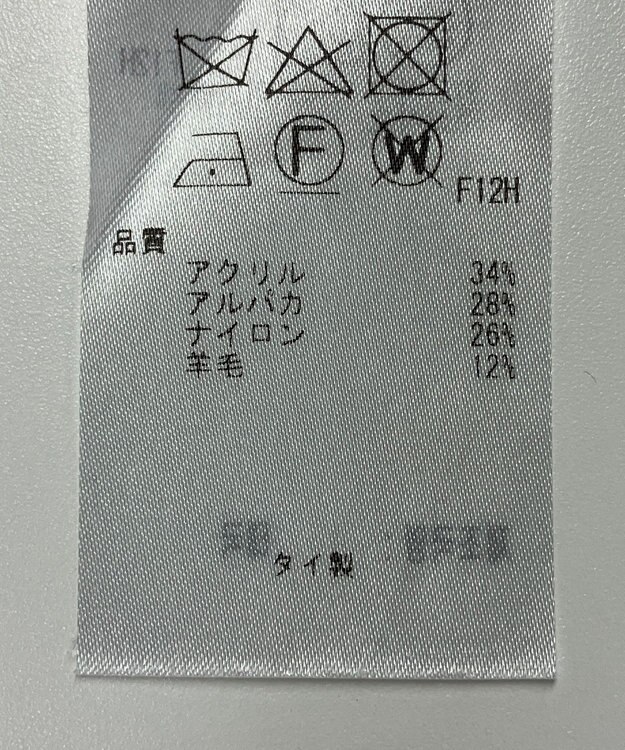 F
W
F12H
品質
アクリル 34%
アルパカ 28%
ナイロン 26%
羊毛 12%
タイ製